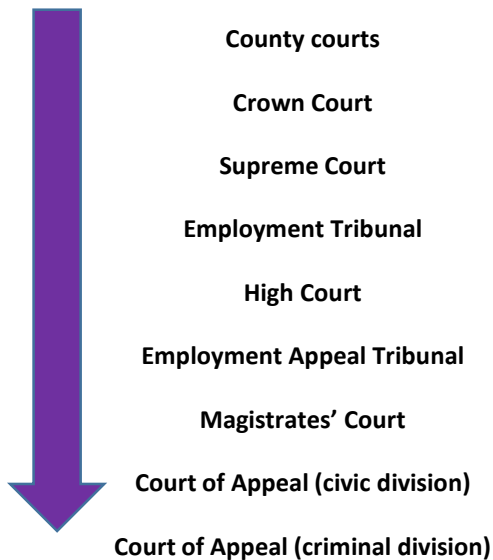 County courts
Crown Court
Supreme Court
Employment Tribunal
High Court
Employment Appeal Tribunal
Magistrates’ Court
Court of Appeal (civic division)
Court of Appeal (criminal division)